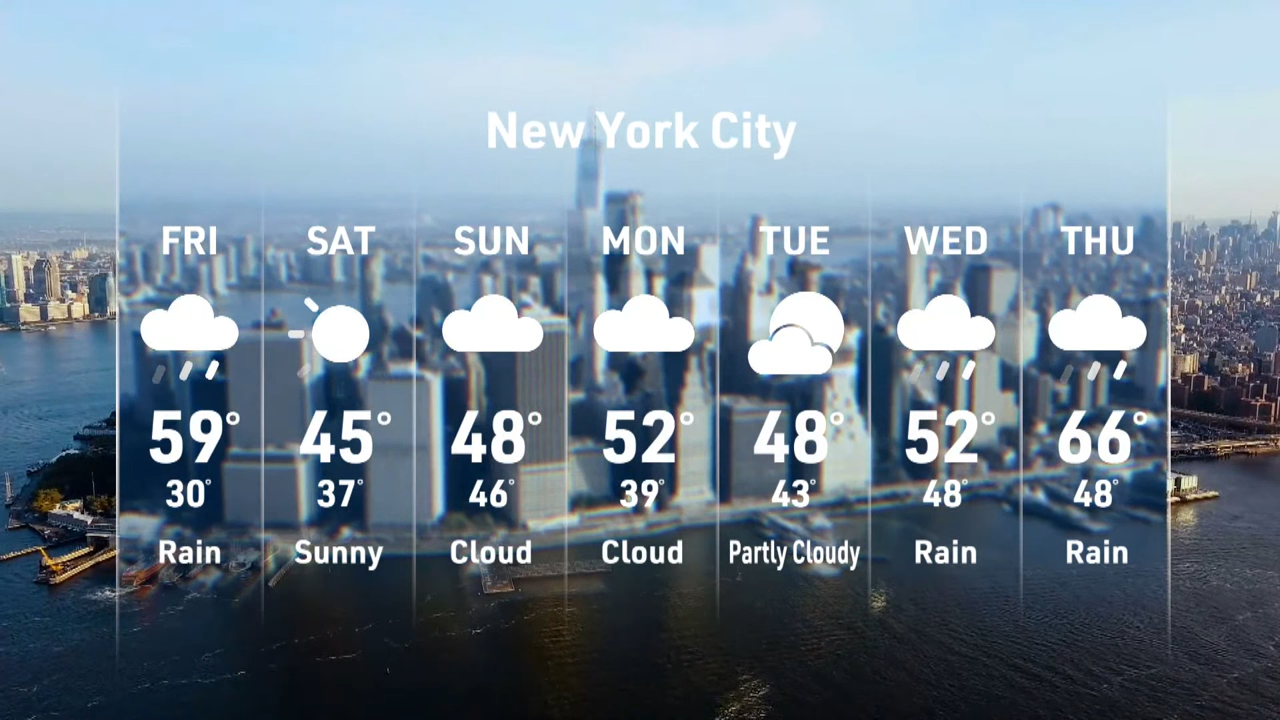 New York City
FRI SAT SUN MON TUE WED THU
59° 45° 48° 52° 48° 52° 66°
30° 37° 46° 39° 43° 48° 48°
Rain Sunny Cloud Cloud Partly Cloudy Rain Rain